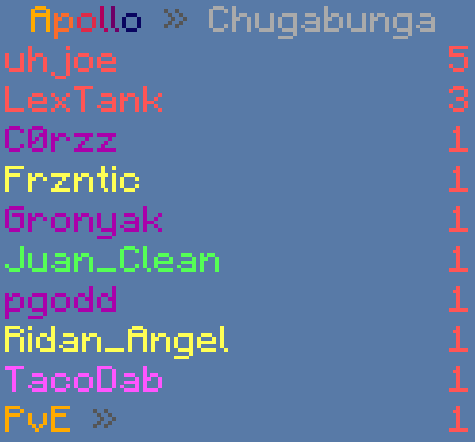 Apollo » Chugabunga
uhjoe 5
LexTank 3
C0rzz 1
Frzntic 1
Gronyak 1
Juan_Clean 1
pgodd 1
Ridan_Angel 1
TacoDab 1
PvE » 1